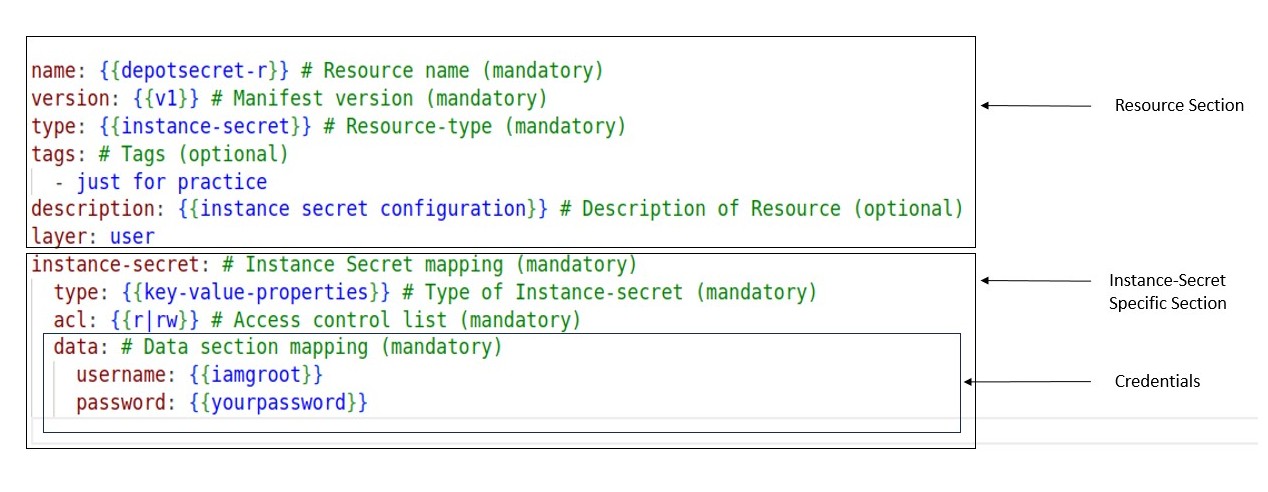 name: {{depotsecret-r}} # Resource name (mandatory)
version: {{v1}} # Manifest version (mandatory)
type: {{instance-secret}} # Resource-type (mandatory)
tags: # Tags (optional)
  - just for practice
description: {{instance secret configuration}} # Description of Resource (optional)
layer: user
Resource Section
instance-secret: # Instance Secret mapping (mandatory)
  type: {{key-value-properties}} # Type of Instance-secret (mandatory)
  acl: {{r|rw}} # Access control list (mandatory)
  data: # Data section mapping (mandatory)
    username: {{iamgroot}}
    password: {{yourpassword}}
Instance-Secret
Specific Section
Credentials